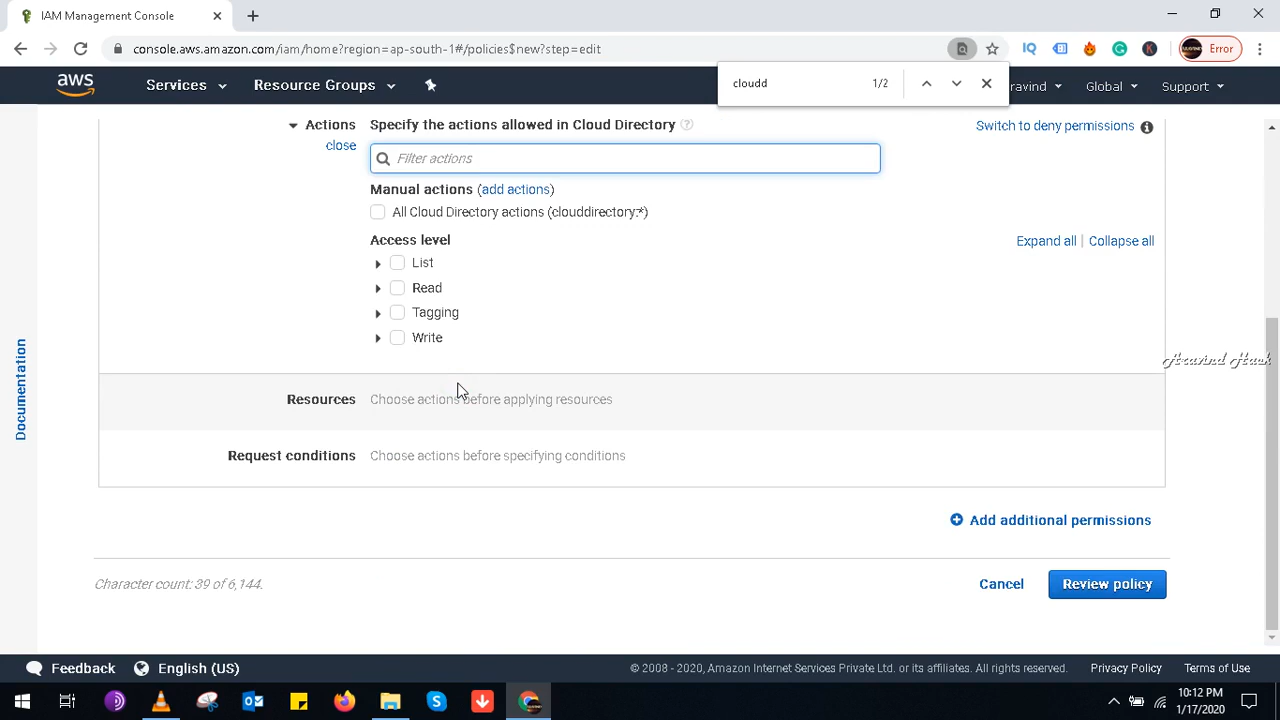 IAM Management Console
console.aws.amazon.com/iam/home?region=ap-south-1#/policies$new?step=edit
Error
aws
Services
Resource Groups
cloudd
1/2
ravind
Global
Support
Actions
close
Specify the actions allowed in Cloud Directory
Switch to deny permissions
Filter actions
Manual actions (add actions)
All Cloud Directory actions (clouddirectory:*)
Access level
Expand all | Collapse all
List
Read
Tagging
Write
Documentation
Aravind Hack
Resources
Choose actions before applying resources
Request conditions
Choose actions before specifying conditions
Add additional permissions
Character count: 39 of 6,144.
Cancel
Review policy
Feedback
English (US)
© 2008 - 2020, Amazon Internet Services Private Ltd. or its affiliates. All rights reserved.
Privacy Policy
Terms of Use
10:12 PM
1/17/2020